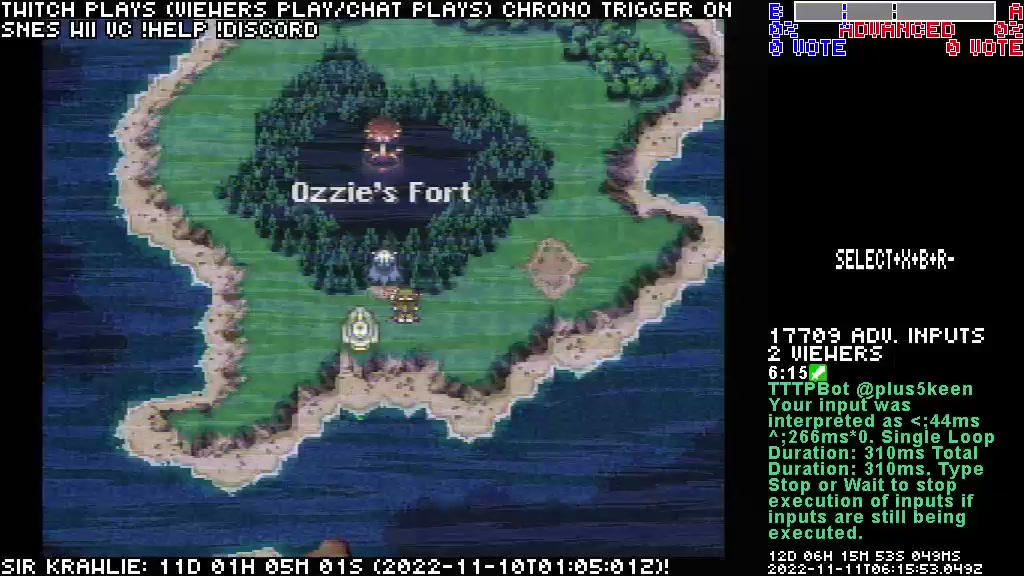 TWITCH PLAYS (VIEWERS PLAY/CHAT PLAYS) CHRONO TRIGGER ON
SNES WII VC !HELP !DISCORD
Ozzie's Fort
SIR KRAWLIE: 11D 01H 05M 01S (2022-11-10T01:05:01Z)!
B A
0% ADVANCED 0%
0 VOTE 0 VOTE
SELECT+X+B+R-
17709 ADV. INPUTS
2 VIEWERS
6:15
TTTPBot @plus5keen
Your input was
interpreted as <;44ms
^;266ms*0. Single Loop
Duration: 310ms Total
Duration: 310ms. Type
Stop or Wait to stop
execution of inputs if
inputs are still being
executed.
12D 06H 15M 53S 049MS
2022-11-11T06:15:53.049Z